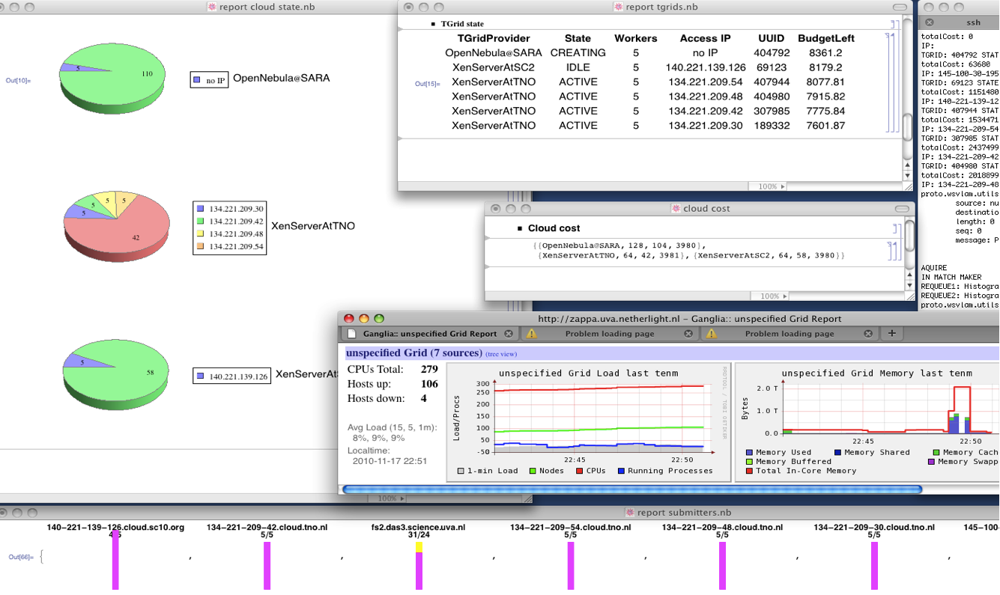 report cloud state.nb
Out[10]=
5
110
no IP
OpenNebula@SARA
5
5
5
5
42
134.221.209.30
134.221.209.42
134.221.209.48
134.221.209.54
XenServerAtTNO
5
58
140.221.139.126
XenServerAtS
100%
report tgrids.nb
TGrid state
TGridProvider State Workers Access IP UUID BudgetLeft
OpenNebula@SARA CREATING 5 no IP 404792 8361.2
XenServerAtSC2 IDLE 5 140.221.139.126 69123 8179.2
Out[15]=
XenServerAtTNO ACTIVE 5 134.221.209.54 407944 8077.81
XenServerAtTNO ACTIVE 5 134.221.209.48 404980 7915.82
XenServerAtTNO ACTIVE 5 134.221.209.42 307985 7775.84
XenServerAtTNO ACTIVE 5 134.221.209.30 189332 7601.87
100%
cloud cost
Cloud cost
{{OpenNebula@SARA, 128, 104, 3980},
{XenServerAtTNO, 64, 42, 3981}, {XenServerAtSC2, 64, 58, 3980}}
100%
ssh
totalCost: 0
IP:
TGRID: 404792 STAT
totalCost: 63680
IP: 145-100-30-195
TGRID: 69123 STATE
totalCost: 1151480
IP: 140-221-139-12
TGRID: 407944 STAT
totalCost: 1534471
IP: 134-221-209-54
TGRID: 307985 STAT
totalCost: 2437499
IP: 134-221-209-42
TGRID: 404980 STAT
totalCost: 2018899
IP: 134-221-209-48
proto.wsvlam.utils
source: nu
destinatio
length: 0
seq: 0
message: P
AQUIRE
IN MATCH MAKER
REQUEUE1: Histogra
REQUEUE2: Histogra
proto.wsvlam.utils
http://zappa.uva.netherlight.nl – Ganglia:: unspecified Grid Report
Ganglia:: unspecified Grid Report
Problem loading page
Problem loading page
unspecified Grid (7 sources) (tree view)
CPUs Total: 279
Hosts up: 106
Hosts down: 4
Avg Load (15, 5, 1m):
8%, 9%, 9%
Localtime:
2010-11-17 22:51
unspecified Grid Load last tenm
Load/Procs
300
250
200
150
100
50
-50
22:45 22:50
RRDTOOL / TOBI OETIKER
1-min Load Nodes CPUs Running Processes
unspecified Grid Memory last tenm
Bytes
2.0 T
1.0 T
0.0
22:45 22:50
Memory Used Memory Shared Memory Cach
Memory Buffered Memory Swapp
Total In-Core Memory
report submitters.nb
140-221-139-126.cloud.sc10.org 134-221-209-42.cloud.tno.nl fs2.das3.science.uva.nl 134-221-209-54.cloud.tno.nl 134-221-209-48.cloud.tno.nl 134-221-209-30.cloud.tno.nl 145-100-
5/5 31/24 5/5 5/5 5/5
Out[66]= { , , , , , ,